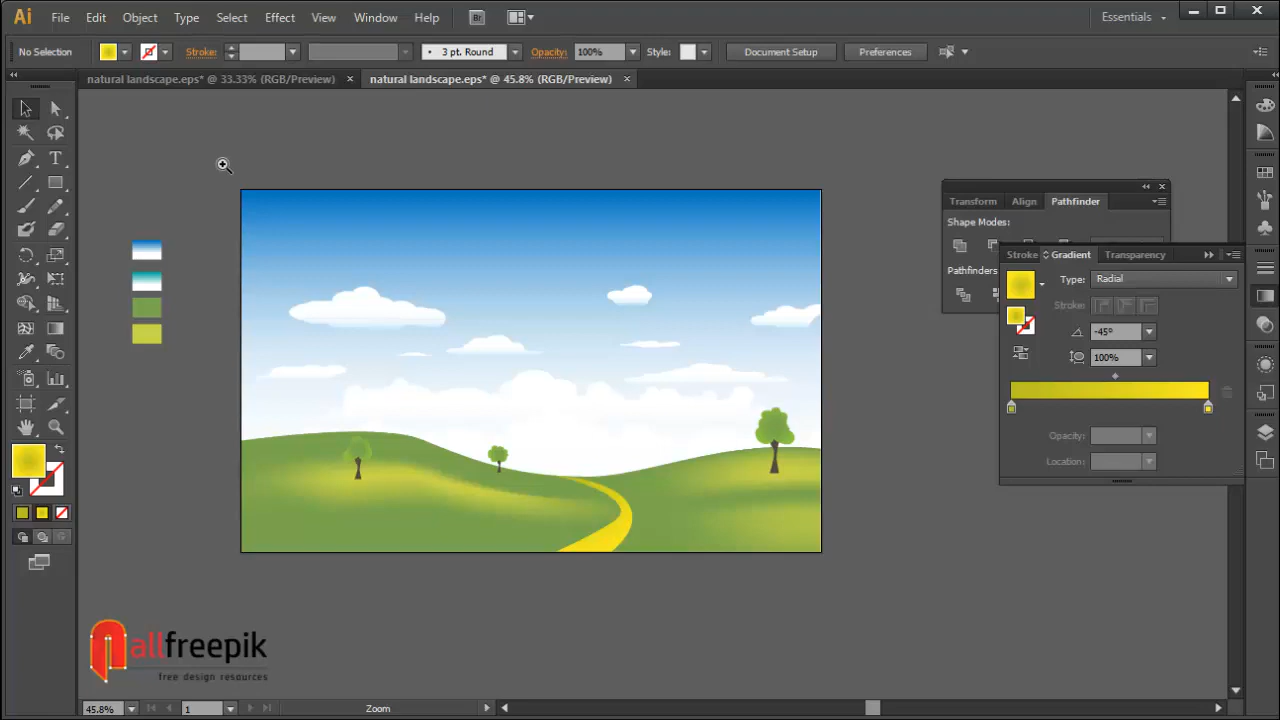 Ai File Edit Object Type Select Effect View Window Help Br Essentials
No Selection Stroke: 3 pt. Round Opacity: 100% Style: Document Setup Preferences
natural landscape.eps* @ 33.33% (RGB/Preview) × natural landscape.eps* @ 45.8% (RGB/Preview) ×
Transform Align Pathfinder
Shape Modes:
Pathfinders
Stroke Gradient Transparency
Type: Radial
Stroke:
-45°
100%
Opacity:
Location:
allfreepik
free design resources
45.8% 1 Zoom